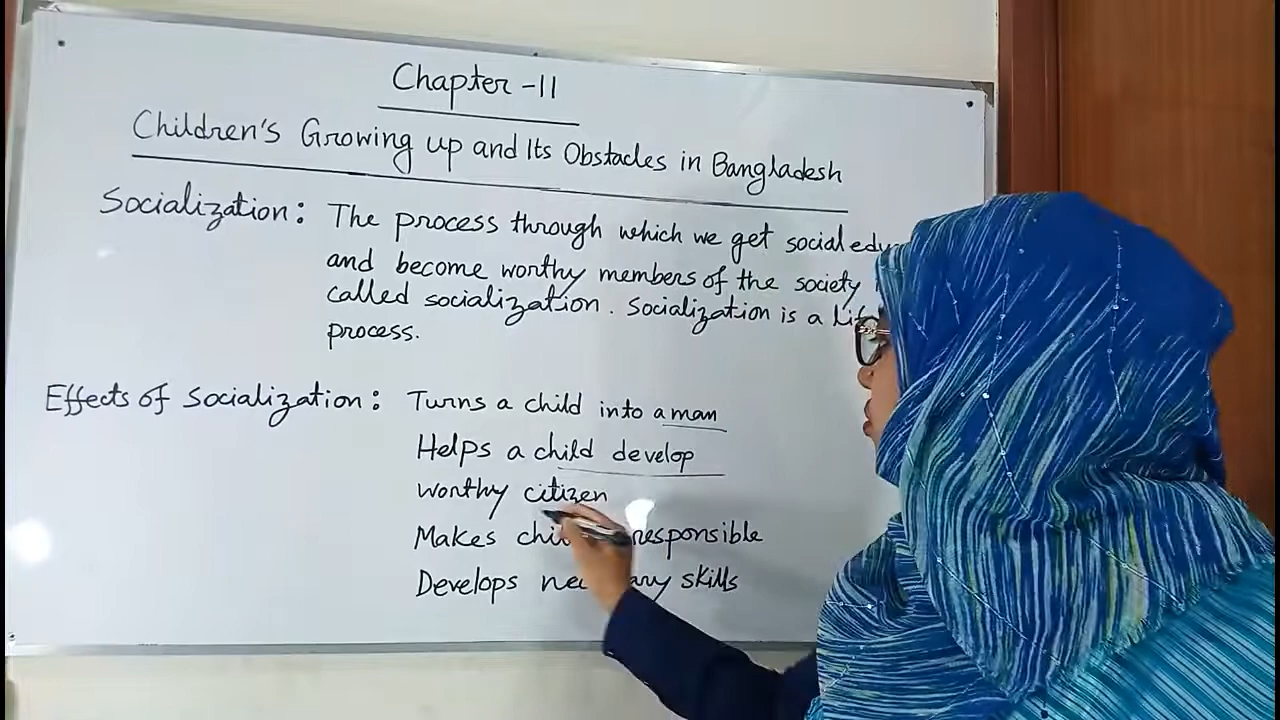 Chapter -11
Children's Growing up and Its Obstacles in Bangladesh
Socialization: The process through which we get social
and become worthy members of the society
called socialization. Socialization is a
process.
Effects of Socialization: Turns a child into a man
Helps a child develop
Worthy citizen
Makes responsible
Develops skills